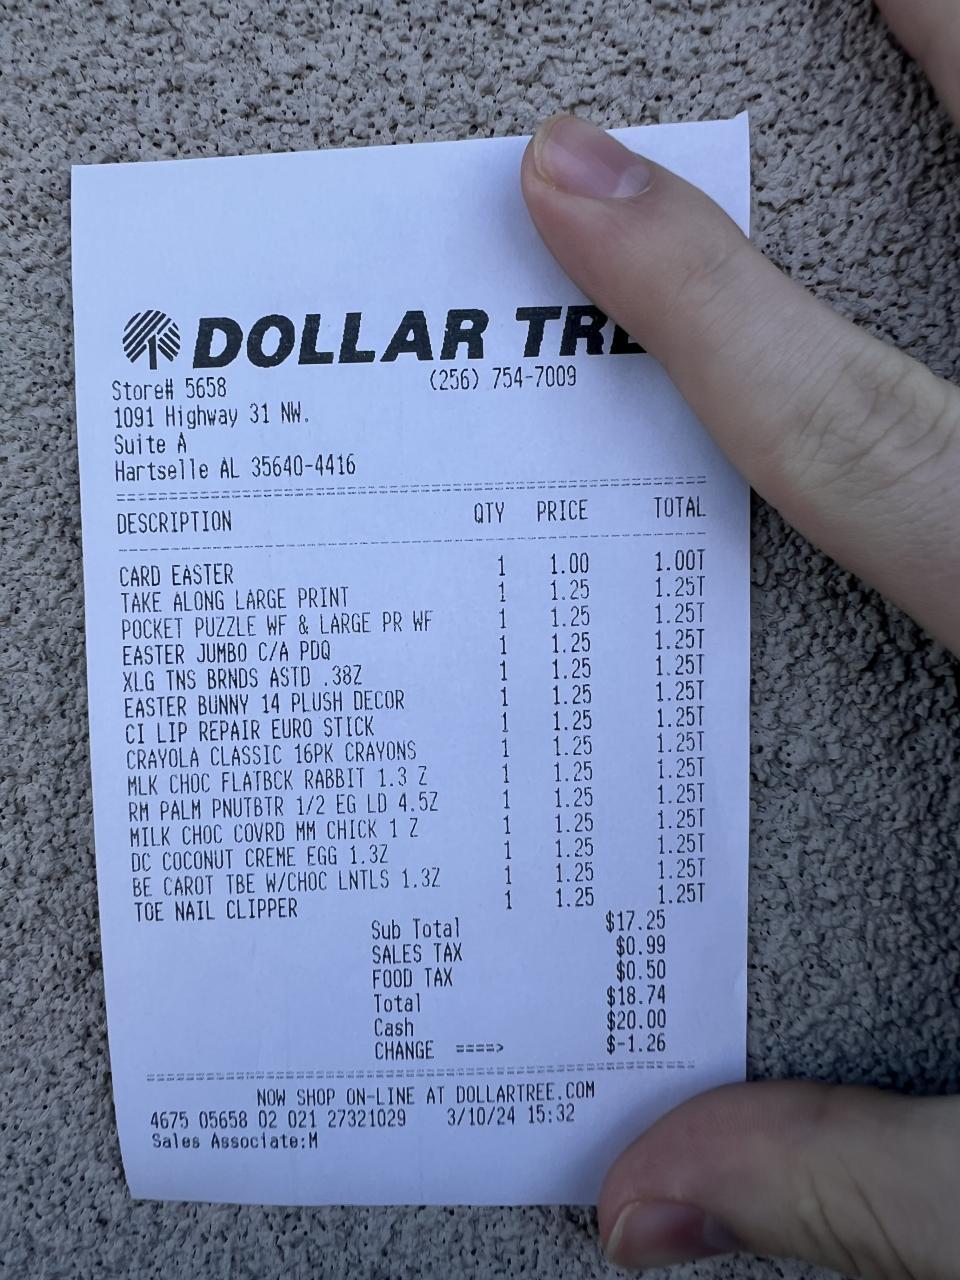 DOLLAR TRE
Store# 5658 (256) 754-7009
1091 Highway 31 NW.
Suite A
Hartselle AL 35640-4416
DESCRIPTION QTY PRICE TOTAL
CARD EASTER 1 1.00 1.00T
TAKE ALONG LARGE PRINT 1 1.25 1.25T
POCKET PUZZLE WF & LARGE PR WF 1 1.25 1.25T
EASTER JUMBO C/A PDQ 1 1.25 1.25T
XLG TNS BRNDS ASTD .38Z 1 1.25 1.25T
EASTER BUNNY 14 PLUSH DECOR 1 1.25 1.25T
CI LIP REPAIR EURO STICK 1 1.25 1.25T
CRAYOLA CLASSIC 16PK CRAYONS 1 1.25 1.25T
MLK CHOC FLATBCK RABBIT 1.3 Z 1 1.25 1.25T
RM PALM PNUTBTR 1/2 EG LD 4.5Z 1 1.25 1.25T
MILK CHOC COVRD MM CHICK 1 Z 1 1.25 1.25T
DC COCONUT CREME EGG 1.3Z 1 1.25 1.25T
BE CAROT TBE W/CHOC LNTLS 1.3Z 1 1.25 1.25T
TOE NAIL CLIPPER 1 1.25 1.25T
Sub Total $17.25
SALES TAX $0.99
FOOD TAX $0.50
Total $18.74
Cash $20.00
CHANGE ====> $-1.26
NOW SHOP ON-LINE AT DOLLARTREE.COM
4675 05658 02 021 27321029 3/10/24 15:32
Sales Associate:M